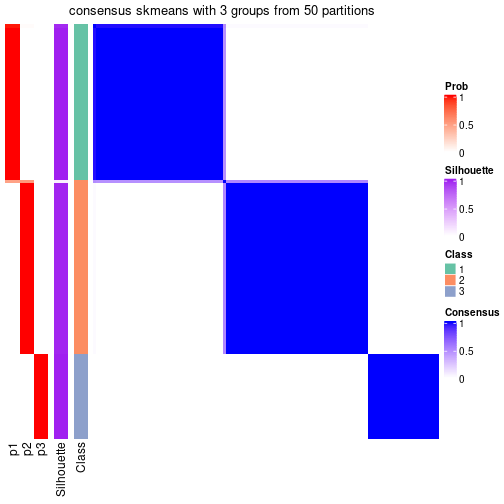 consensus skmeans with 3 groups from 50 partitions
Prob
1
0.5
0
Silhouette
1
0.5
0
Class
1
2
3
Consensus
1
0.5
0
p1
p2
p3
Silhouette
Class